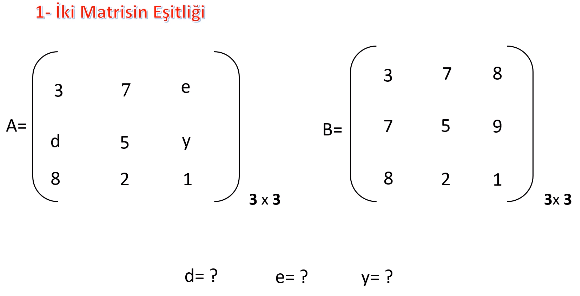 1- İki Matrisin Eşitliği
3 7 e
A= d 5 y
8 2 1
3 x 3
3 7 8
B= 7 5 9
8 2 1
3x 3
d= ? e= ? y= ?